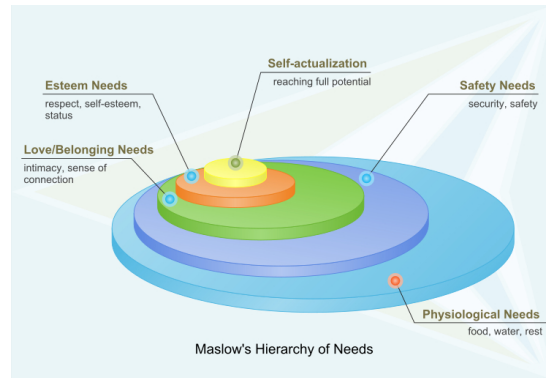 Self-actualization
reaching full potential
Esteem Needs
respect, self-esteem,
status
Safety Needs
security, safety
Love/Belonging Needs
intimacy, sense of
connection
Physiological Needs
food, water, rest
Maslow's Hierarchy of Needs